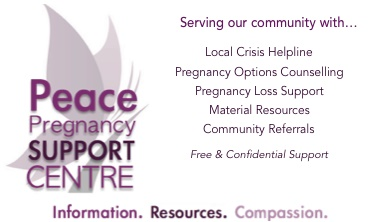 Serving our community with…
Local Crisis Helpline
Pregnancy Options Counselling
Pregnancy Loss Support
Material Resources
Community Referrals
Free & Confidential Support
Peace
Pregnancy
SUPPORT
CENTRE
Information. Resources. Compassion.